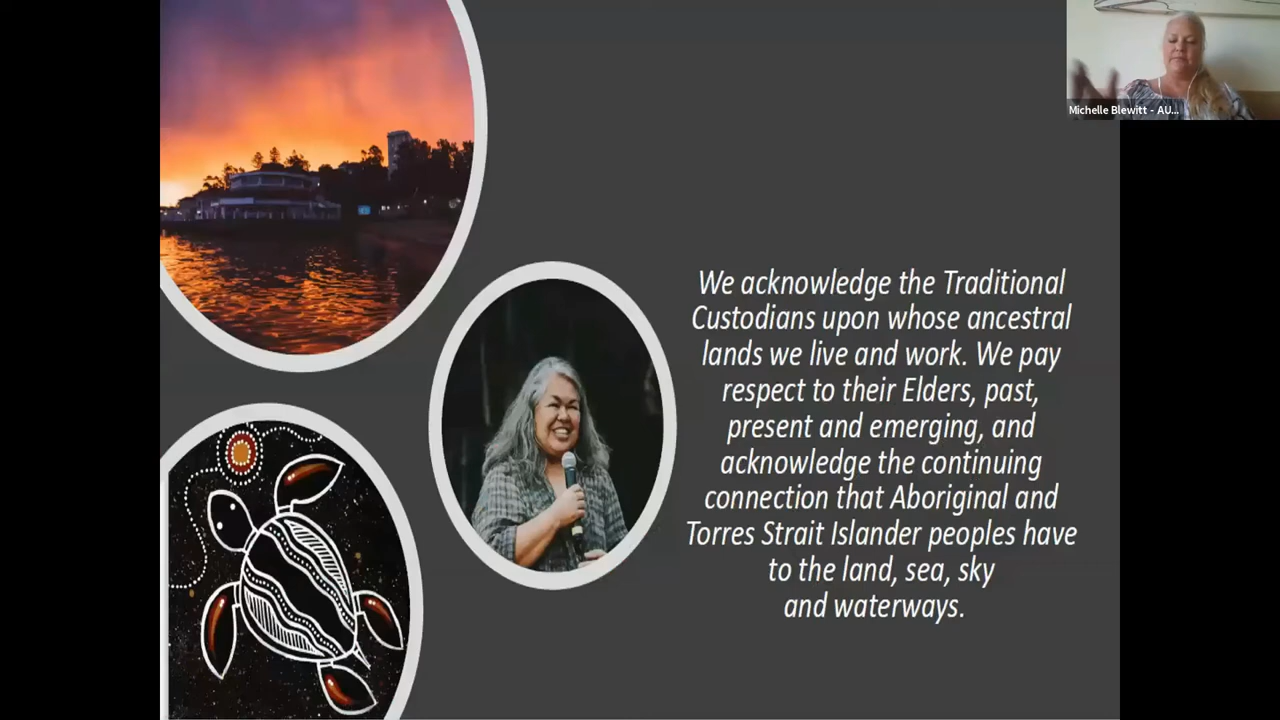 Michelle Blewitt - AU...
We acknowledge the Traditional
Custodians upon whose ancestral
lands we live and work. We pay
respect to their Elders, past,
present and emerging, and
acknowledge the continuing
connection that Aboriginal and
Torres Strait Islander peoples have
to the land, sea, sky
and waterways.